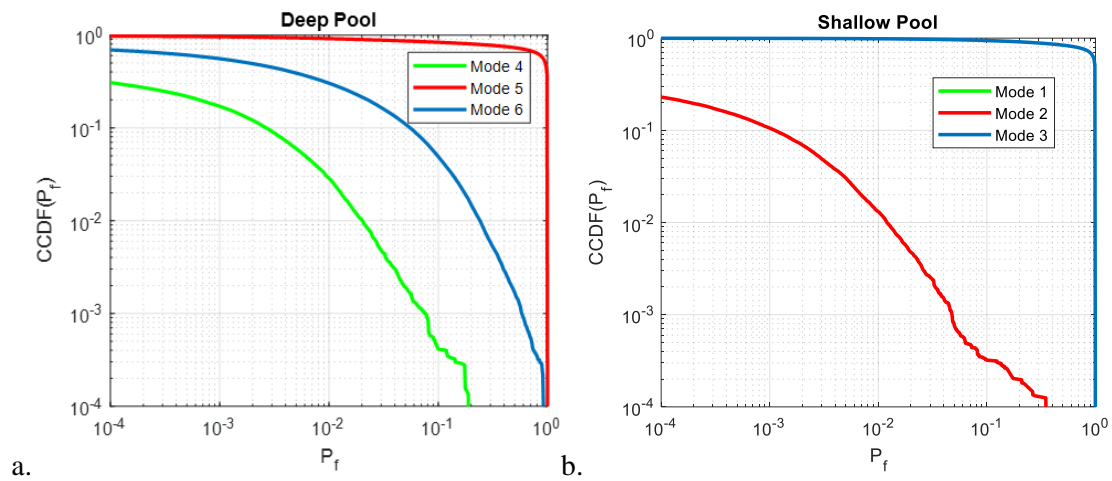 Deep Pool
10^0
10^-1
10^-2
10^-3
10^-4
CCDF(P_f)
Mode 4
Mode 5
Mode 6
10^-4
10^-3
10^-2
10^-1
10^0
P_f
a.
Shallow Pool
10^0
10^-1
10^-2
10^-3
10^-4
CCDF(P_f)
Mode 1
Mode 2
Mode 3
10^-4
10^-3
10^-2
10^-1
10^0
P_f
b.